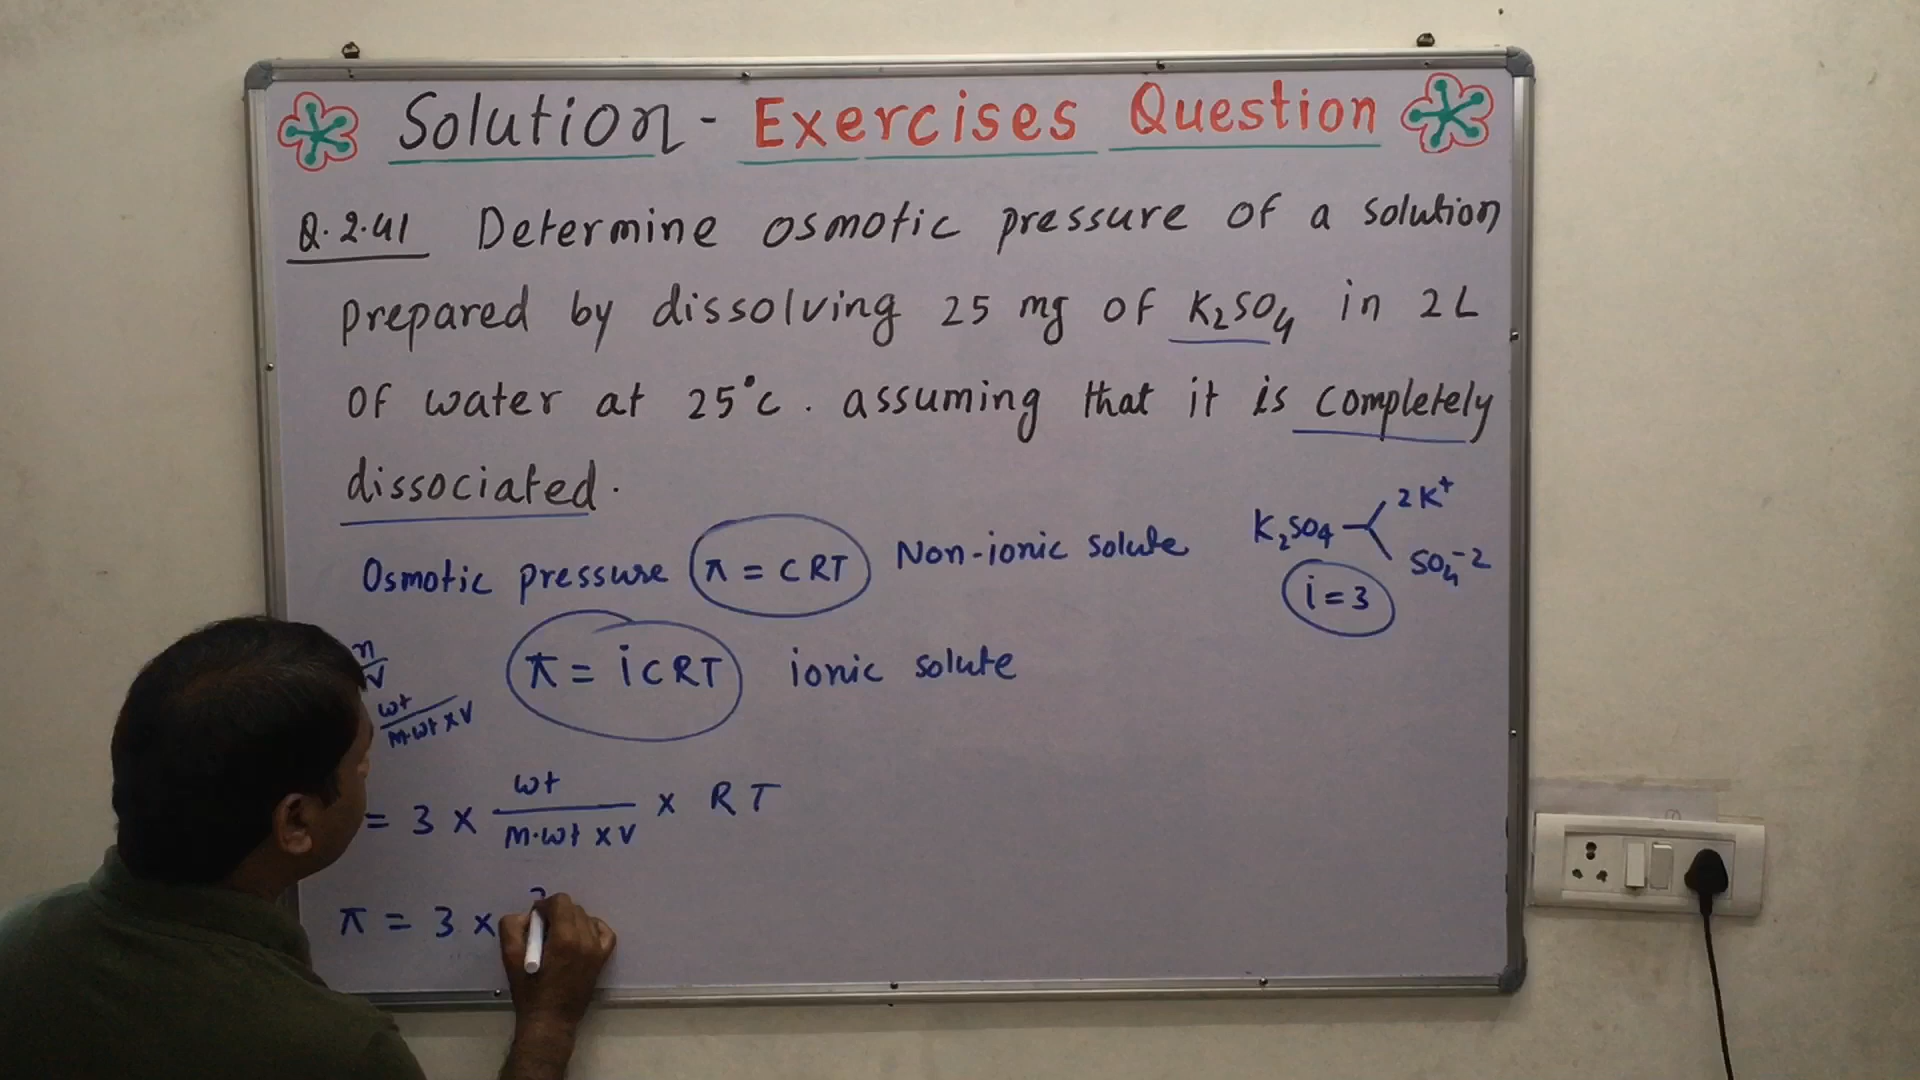 Solution - Exercises Question
Q. 2.41 Determine osmotic pressure of a solution
prepared by dissolving 25 mg of K₂SO₄ in 2L
of water at 25°C. assuming that it is completely
dissociated.
K₂SO₄ 2K⁺
SO₄⁻²
i = 3
Osmotic pressure π = CRT Non-ionic solute
n/V
π = iCRT ionic solute
wt/M.wt × V
= 3 × wt/M.wt × V × RT
π = 3 ×